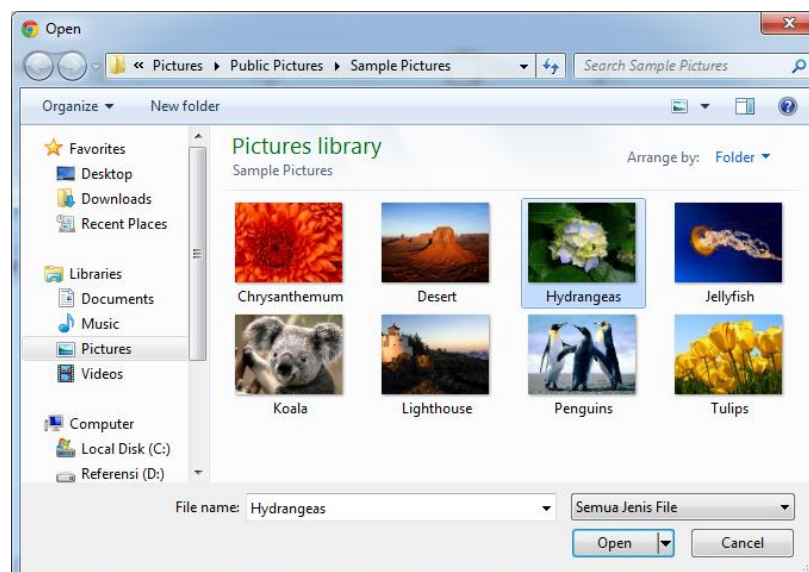 Open
« Pictures ▸ Public Pictures ▸ Sample Pictures
Search Sample Pictures
Organize
New folder
Favorites
Desktop
Downloads
Recent Places
Libraries
Documents
Music
Pictures
Videos
Computer
Local Disk (C:)
Referensi (D:)
Pictures library
Sample Pictures
Arrange by: Folder
Chrysanthemum
Desert
Hydrangeas
Jellyfish
Koala
Lighthouse
Penguins
Tulips
File name: Hydrangeas
Semua Jenis File
Open
Cancel